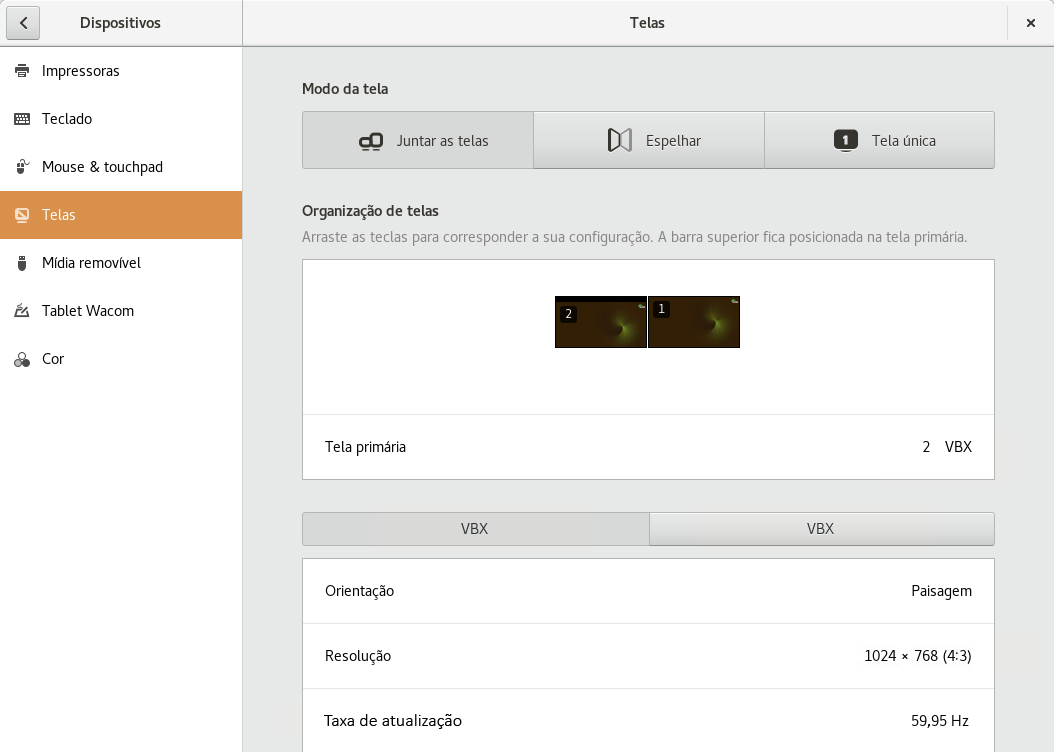 Dispositivos
Telas
Impressoras
Teclado
Mouse & touchpad
Telas
Mídia removível
Tablet Wacom
Cor
Modo da tela
Juntar as telas
Espelhar
1 Tela única
Organização de telas
Arraste as teclas para corresponder a sua configuração. A barra superior fica posicionada na tela primária.
2 1
Tela primária 2 VBX
VBX VBX
Orientação Paisagem
Resolução 1024 × 768 (4:3)
Taxa de atualização 59,95 Hz